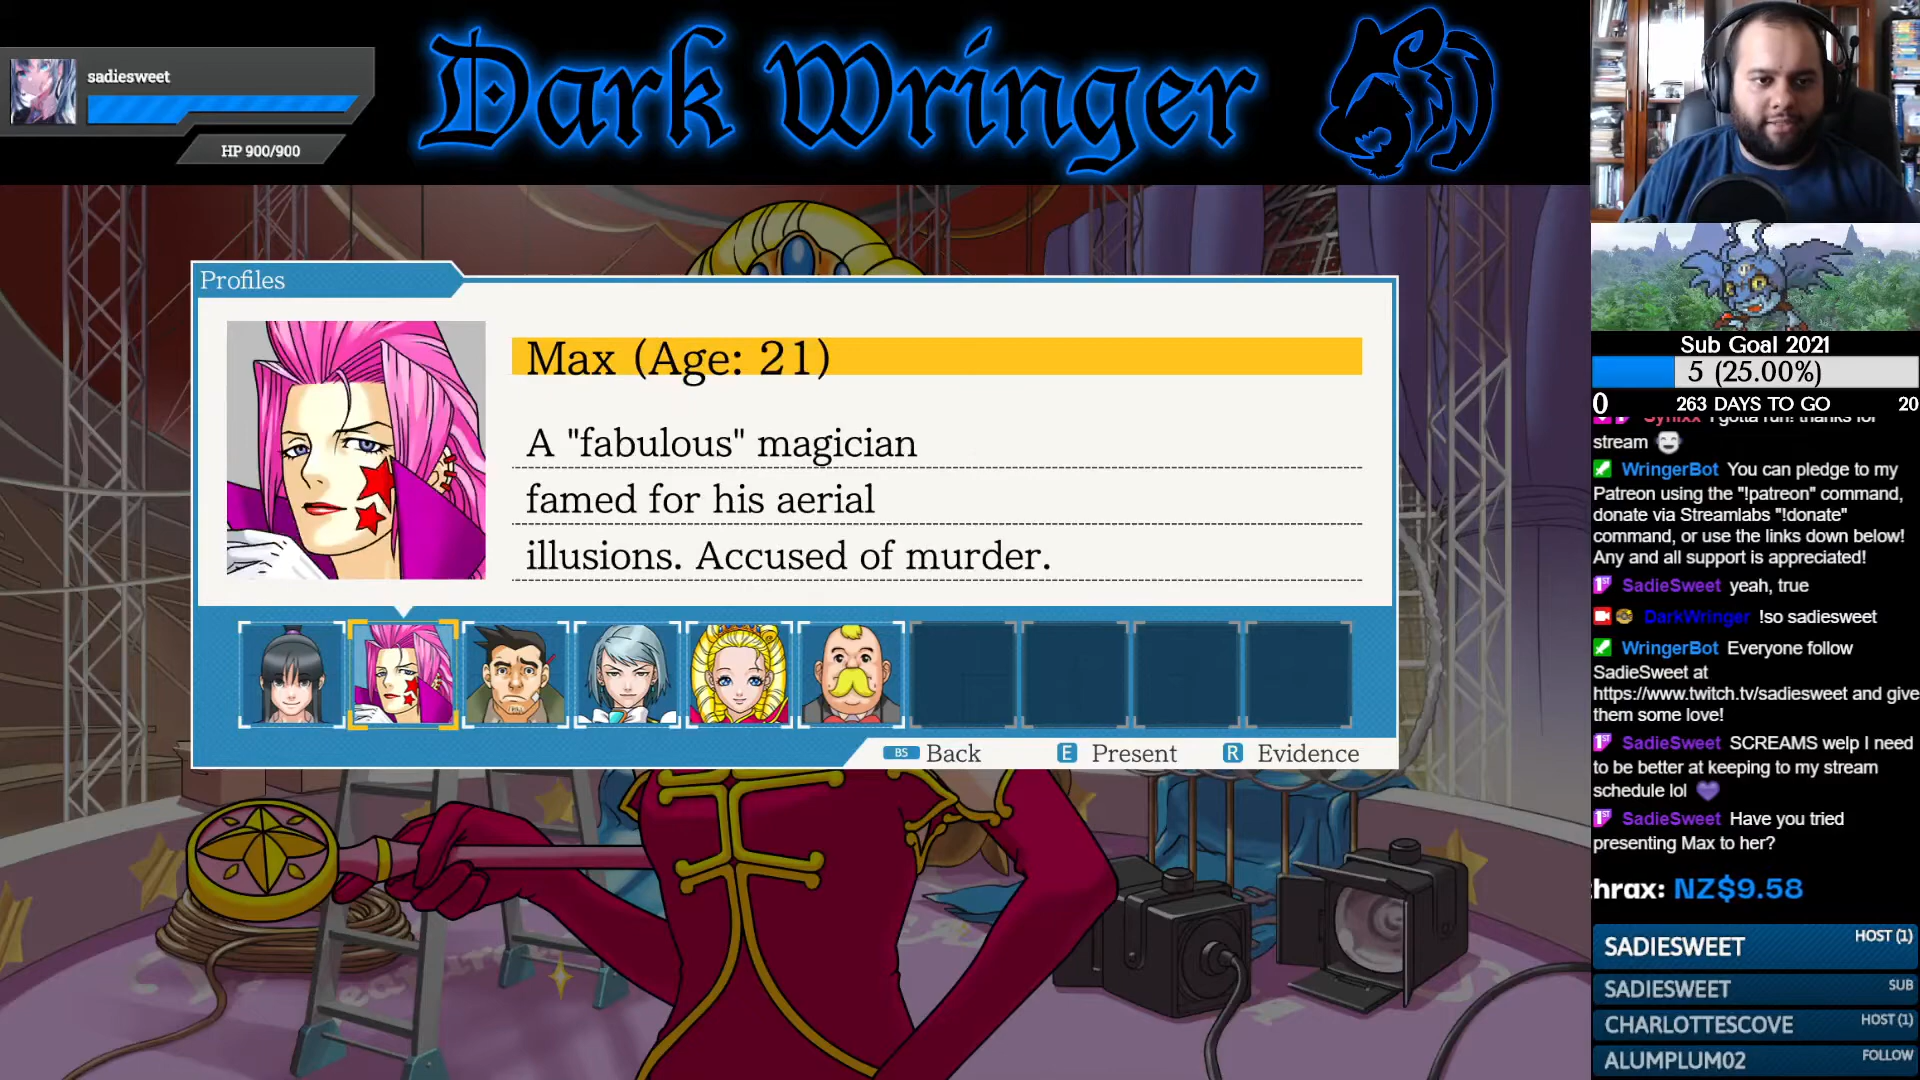 sadiesweet
HP 900/900
Dark Wringer
Profiles
Max (Age: 21)
A "fabulous" magician
famed for his aerial
illusions. Accused of murder.
BS Back
E Present
R Evidence
Sub Goal 2021
5 (25.00%)
0 263 DAYS TO GO 20
stream
WringerBot You can pledge to my
Patreon using the "!patreon" command,
donate via Streamlabs "!donate"
command, or use the links down below!
Any and all support is appreciated!
SadieSweet yeah, true
DarkWringer !so sadiesweet
WringerBot Everyone follow
SadieSweet at
https://www.twitch.tv/sadiesweet and give
them some love!
SadieSweet SCREAMS welp I need
to be better at keeping to my stream
schedule lol
SadieSweet Have you tried
presenting Max to her?
hrax: NZ$9.58
SADIESWEET HOST (1)
SADIESWEET SUB
CHARLOTTESCOVE HOST (1)
ALUMPLUM02 FOLLOW